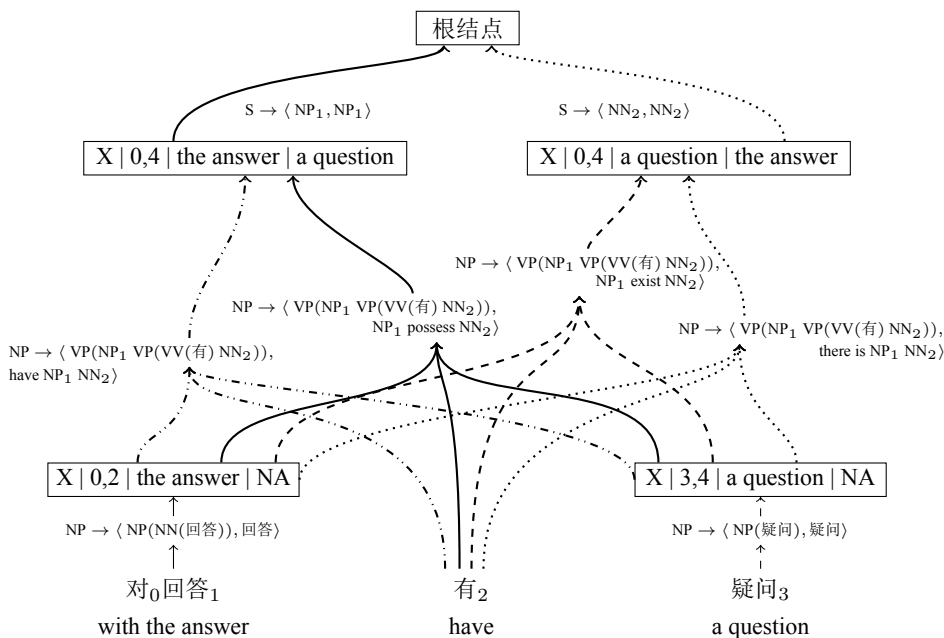 根结点
S → ⟨ NP₁, NP₁⟩
S → ⟨ NN₂, NN₂⟩
X | 0,4 | the answer | a question
X | 0,4 | a question | the answer
NP → ⟨ VP(NP₁ VP(VV(有) NN₂)),
NP₁ exist NN₂⟩
NP → ⟨ VP(NP₁ VP(VV(有) NN₂)),
NP₁ possess NN₂⟩
NP → ⟨ VP(NP₁ VP(VV(有) NN₂)),
there is NP₁ NN₂⟩
NP → ⟨ VP(NP₁ VP(VV(有) NN₂)),
have NP₁ NN₂⟩
X | 0,2 | the answer | NA
X | 3,4 | a question | NA
NP → ⟨ NP(NN(回答)), 回答⟩
NP → ⟨ NP(疑问), 疑问⟩
对₀回答₁
有₂
疑问₃
with the answer
have
a question